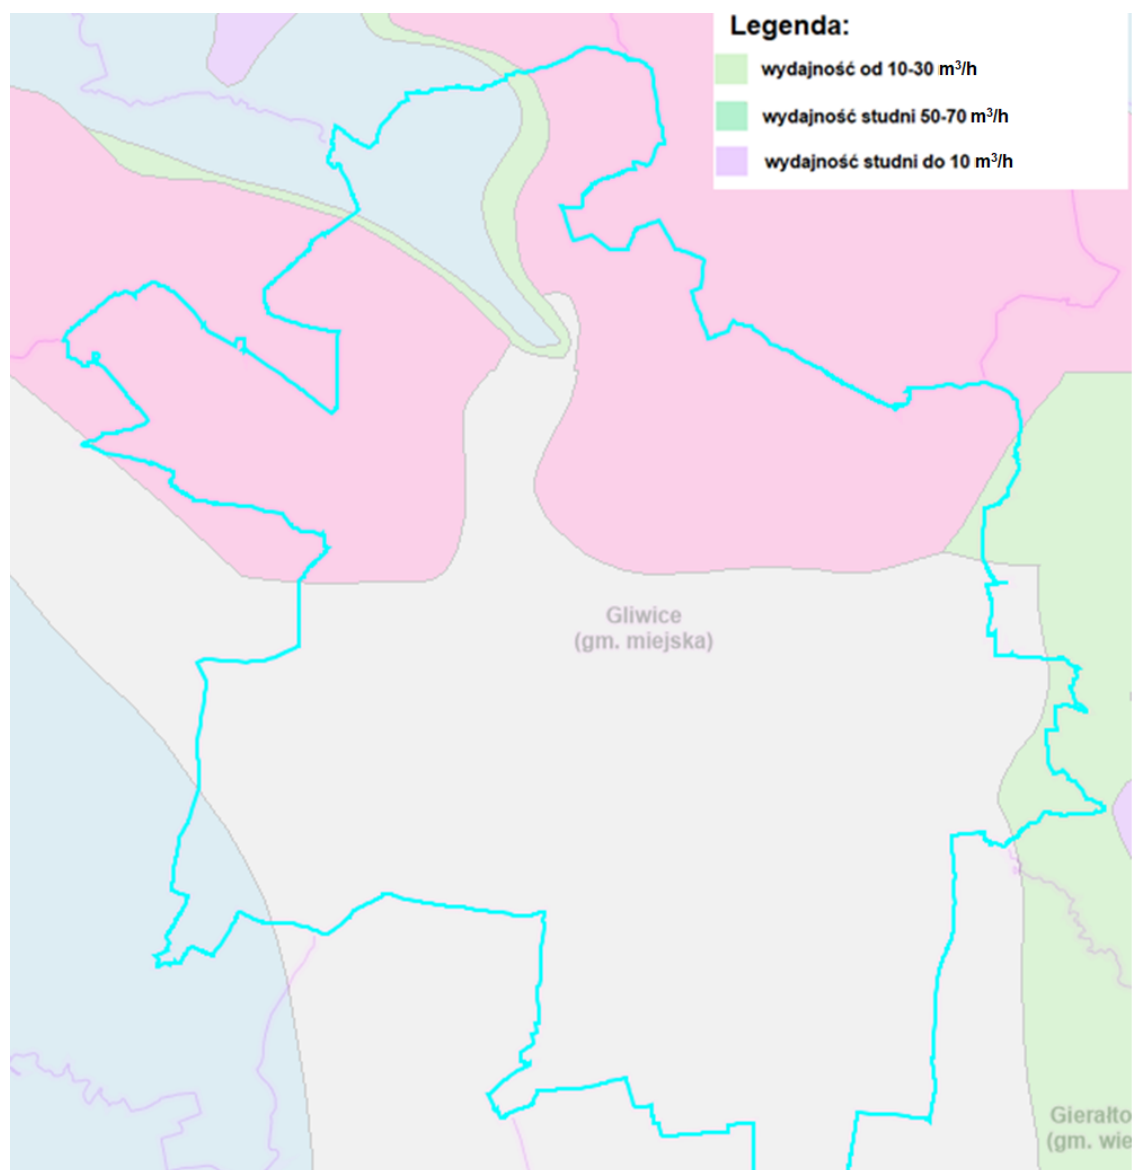 Legenda:
wydajność od 10-30 m³/h
wydajność studni 50-70 m³/h
wydajność studni do 10 m³/h
Gliwice
(gm. miejska)
Gierałto
(gm. wie